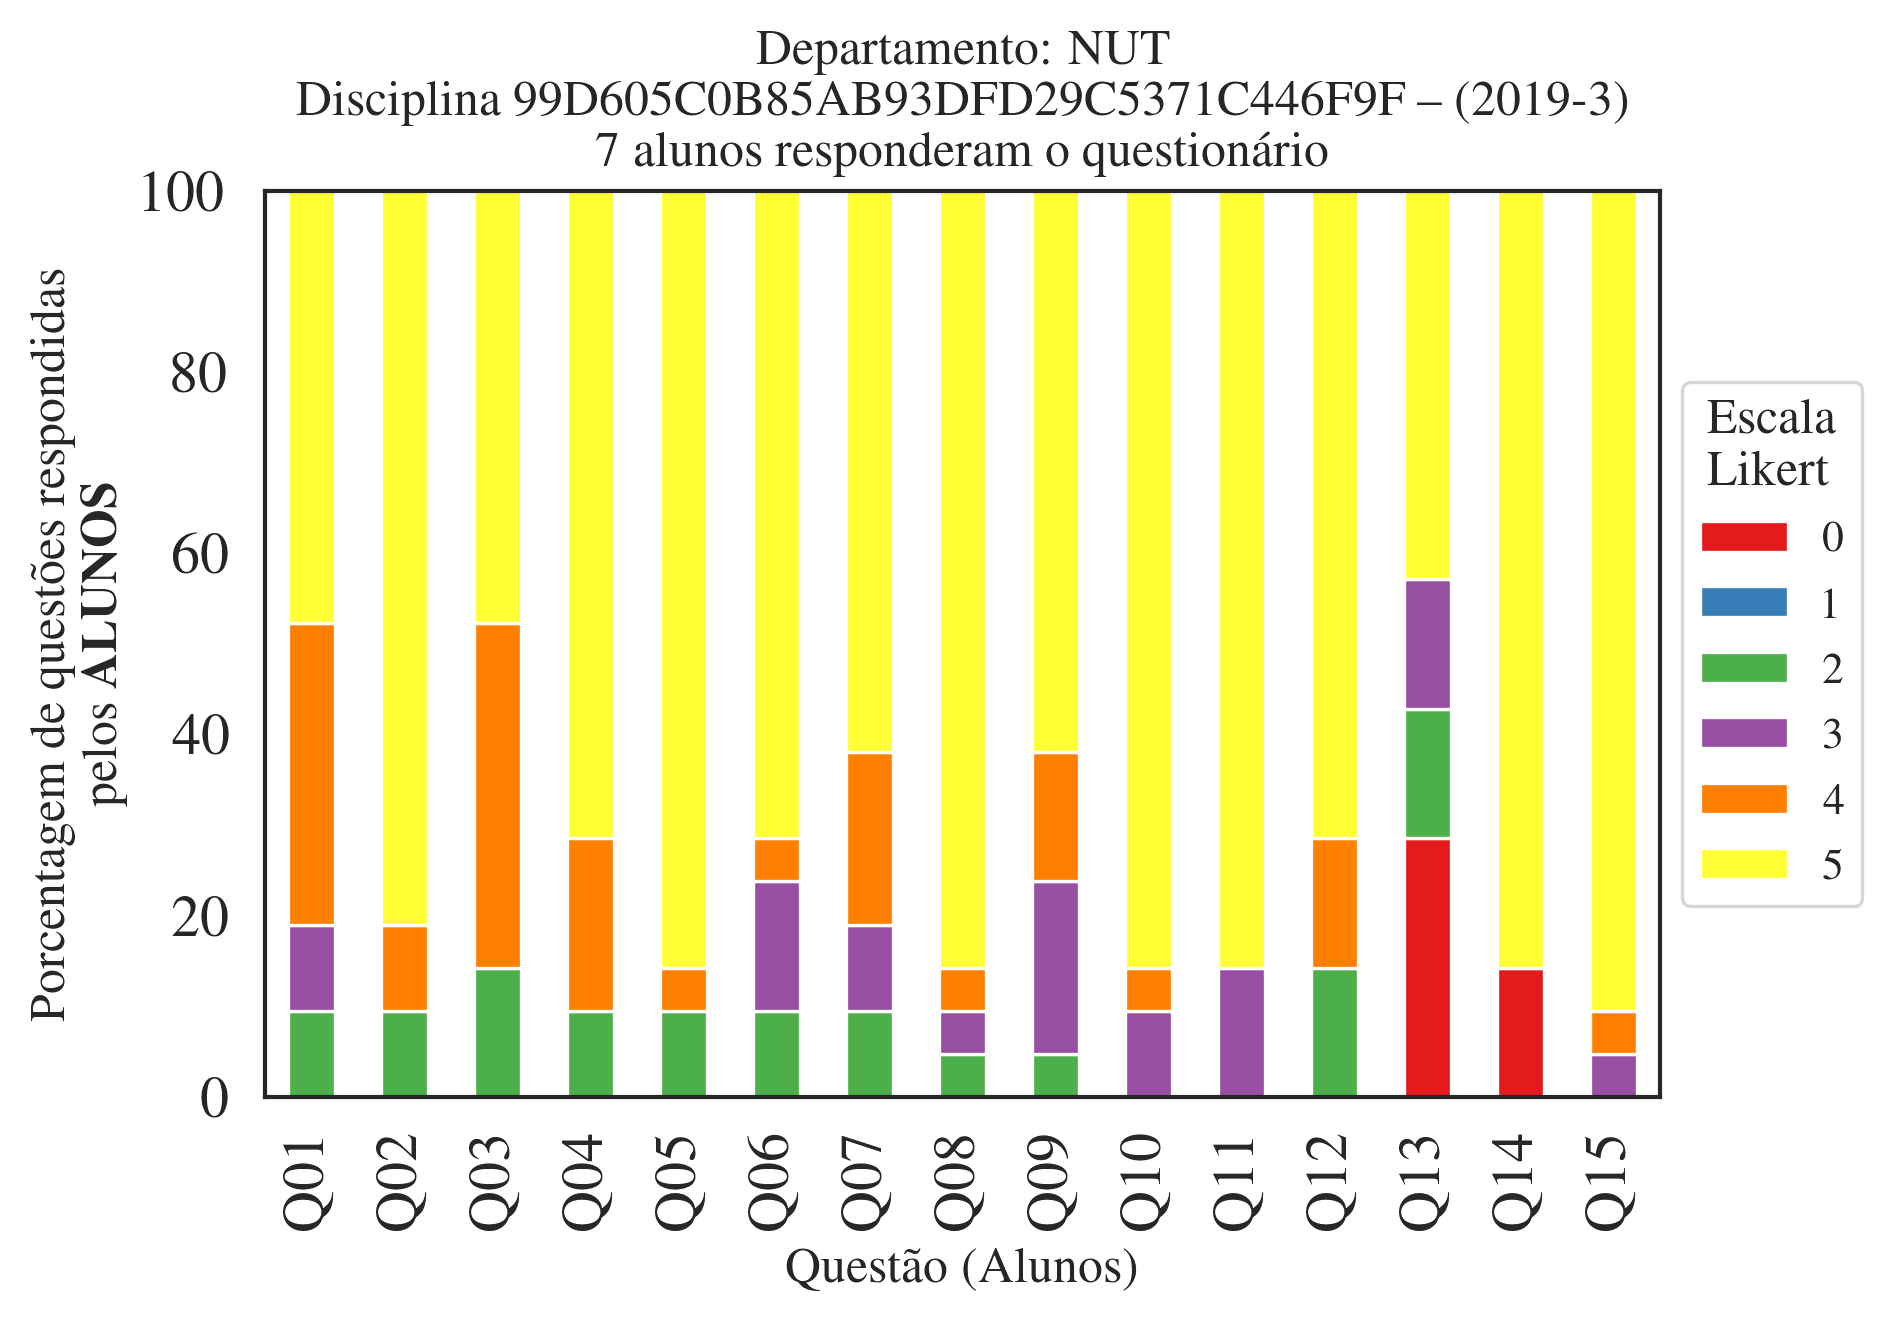 Departamento: NUT
Disciplina 99D605C0B85AB93DFD29C5371C446F9F – (2019-3)
7 alunos responderam o questionário
Porcentagem de questões respondidas
pelos ALUNOS
100
80
60
40
20
0
Q01
Q02
Q03
Q04
Q05
Q06
Q07
Q08
Q09
Q10
Q11
Q12
Q13
Q14
Q15
Questão (Alunos)
Escala
Likert
0
1
2
3
4
5